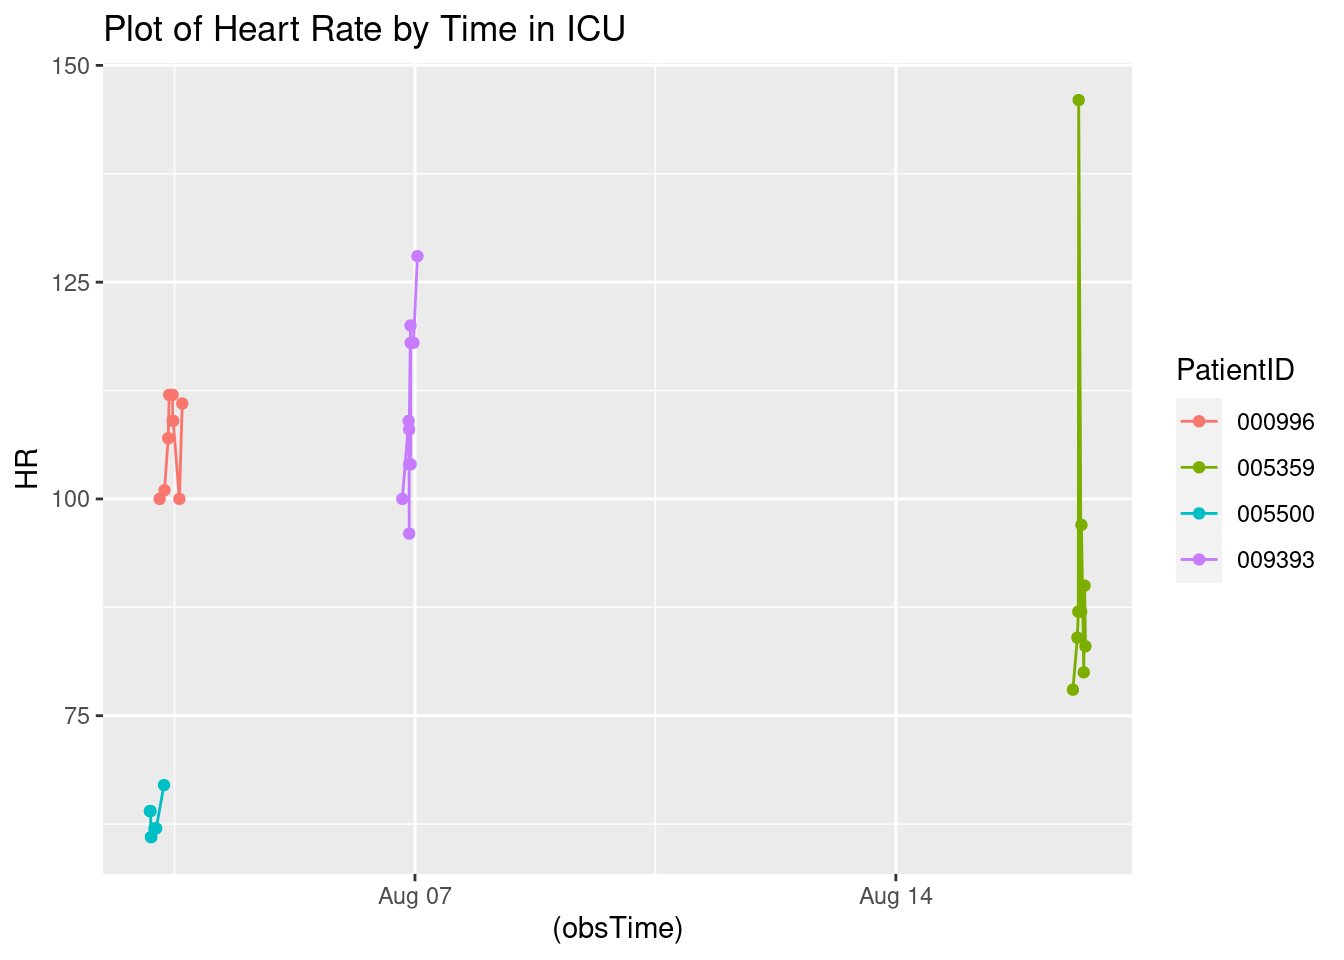 Plot of Heart Rate by Time in ICU
150
125
100
75
HR
Aug 07
Aug 14
(obsTime)
PatientID
000996
005359
005500
009393